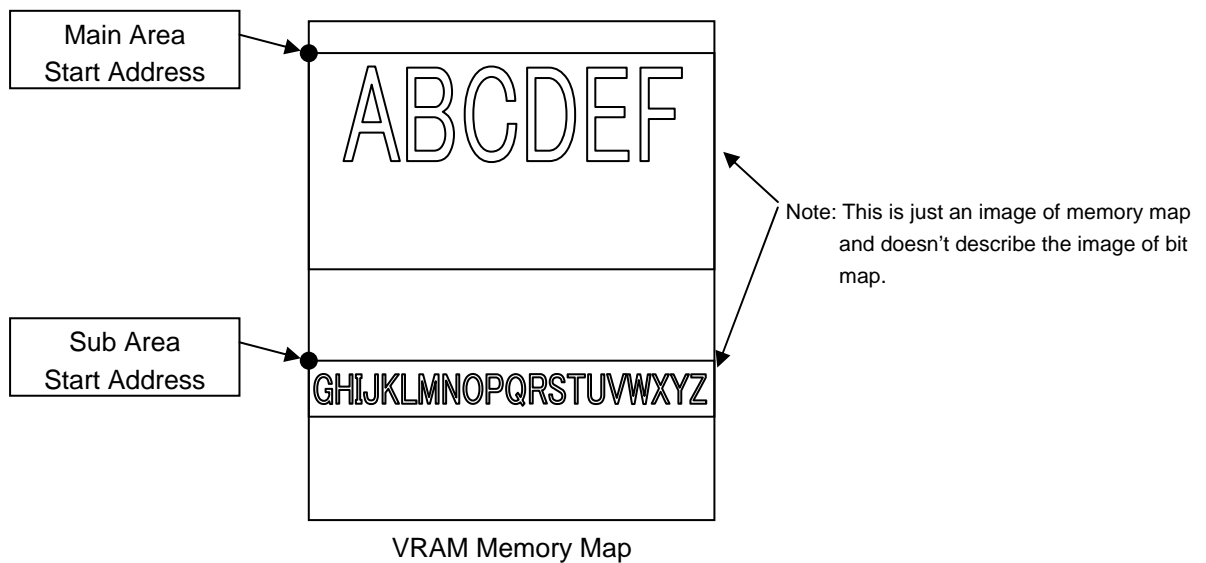 Main Area
Start Address
ABCDEF
Note: This is just an image of memory map
and doesn’t describe the image of bit
map.
Sub Area
Start Address
GHIJKLMNOPQRSTUVWXYZ
VRAM Memory Map